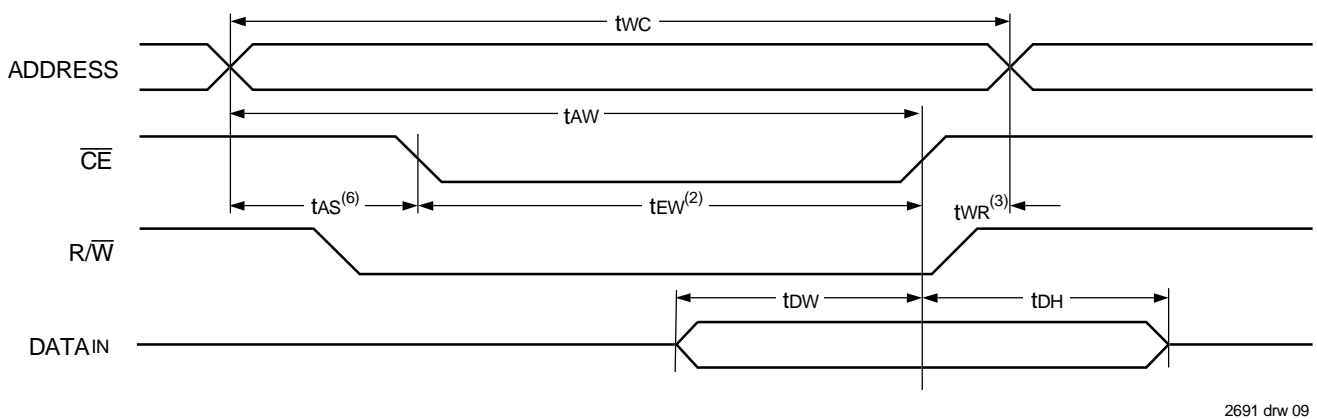 tWC
ADDRESS
tAW
CE
tAS(6)
tEW(2)
tWR(3)
R/W
tDW
tDH
DATAIN
2691 drw 09